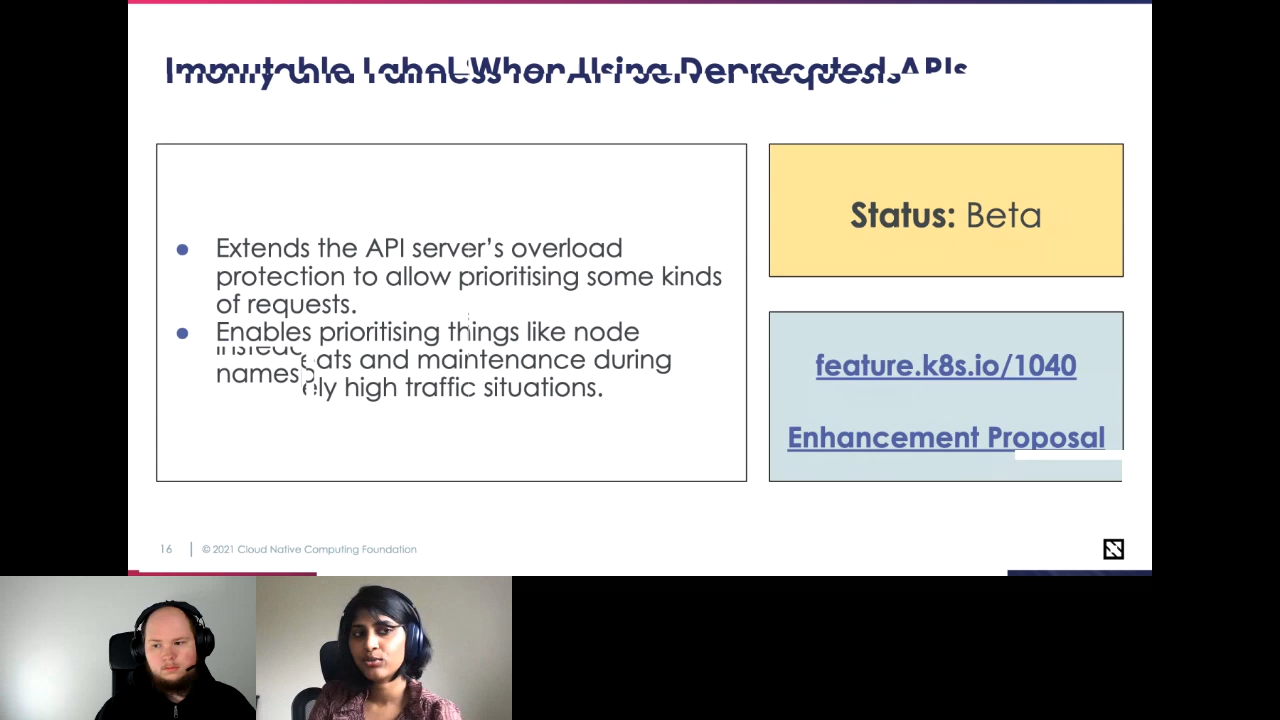 Extends the API server’s overload
protection to allow prioritising some kinds
of requests.
Enables prioritising things like node
ats and maintenance during
names
ely high traffic situations.
Status: Beta
feature.k8s.io/1040
Enhancement Proposal
16
© 2021 Cloud Native Computing Foundation